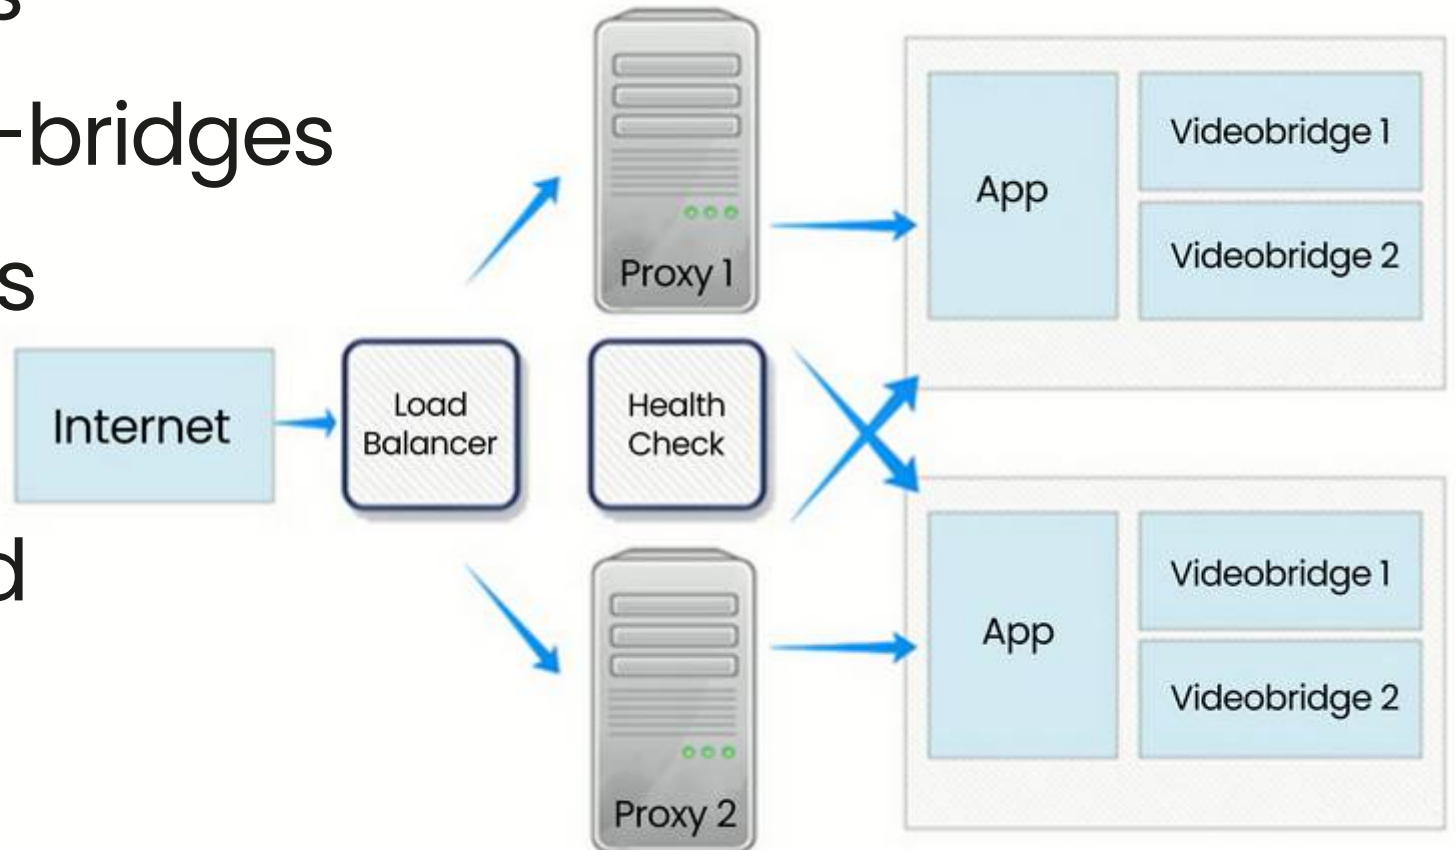 s
-bridges
s
d
Internet
Load
Balancer
Proxy 1
Health
Check
Proxy 2
App
Videobridge 1
Videobridge 2
App
Videobridge 1
Videobridge 2